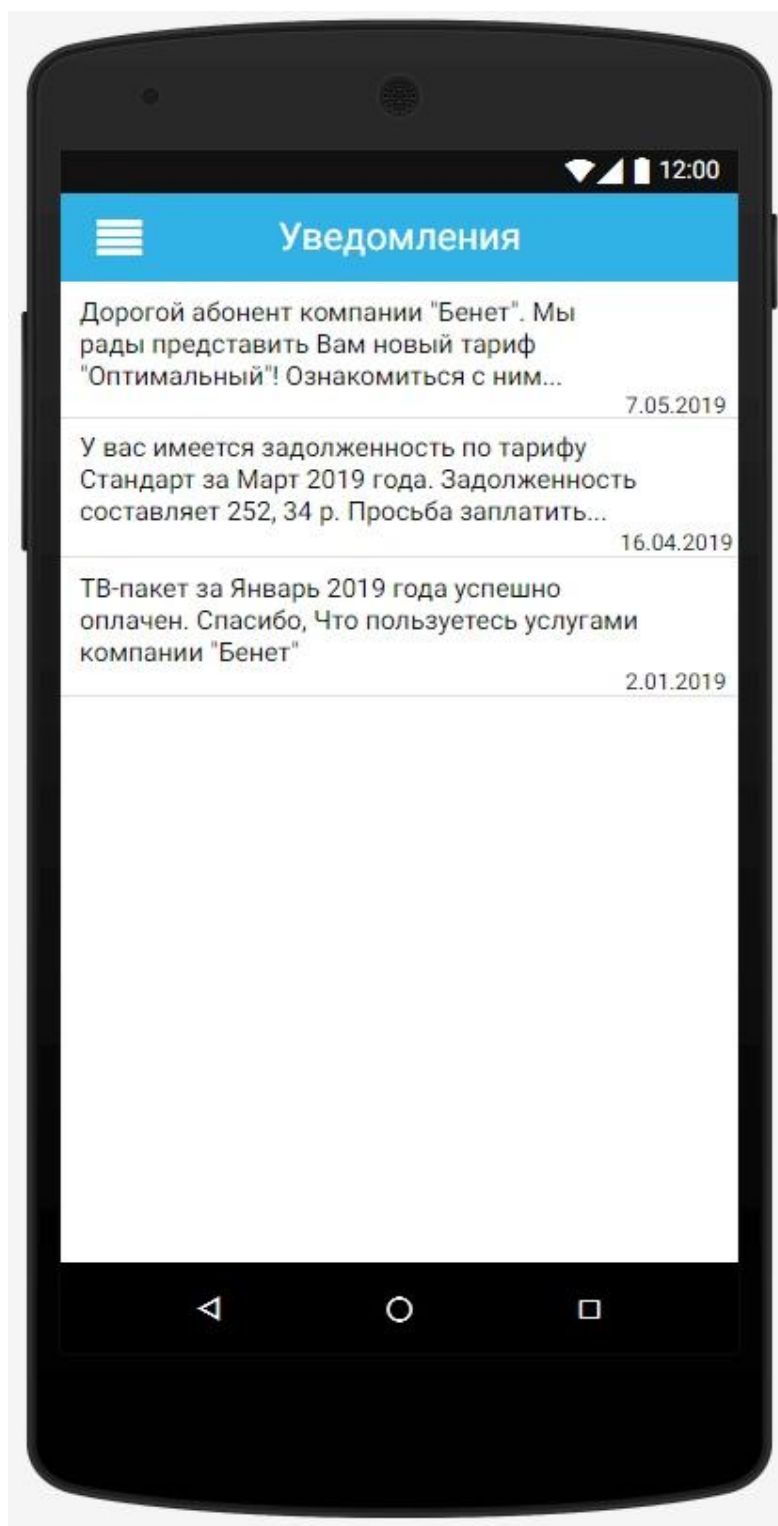 12:00
Уведомления
Дорогой абонент компании "Бенет". Мы
рады представить Вам новый тариф
"Оптимальный"! Ознакомиться с ним...
7.05.2019
У вас имеется задолженность по тарифу
Стандарт за Март 2019 года. Задолженность
составляет 252, 34 р. Просьба заплатить...
16.04.2019
ТВ-пакет за Январь 2019 года успешно
оплачен. Спасибо, Что пользуетесь услугами
компании "Бенет"
2.01.2019